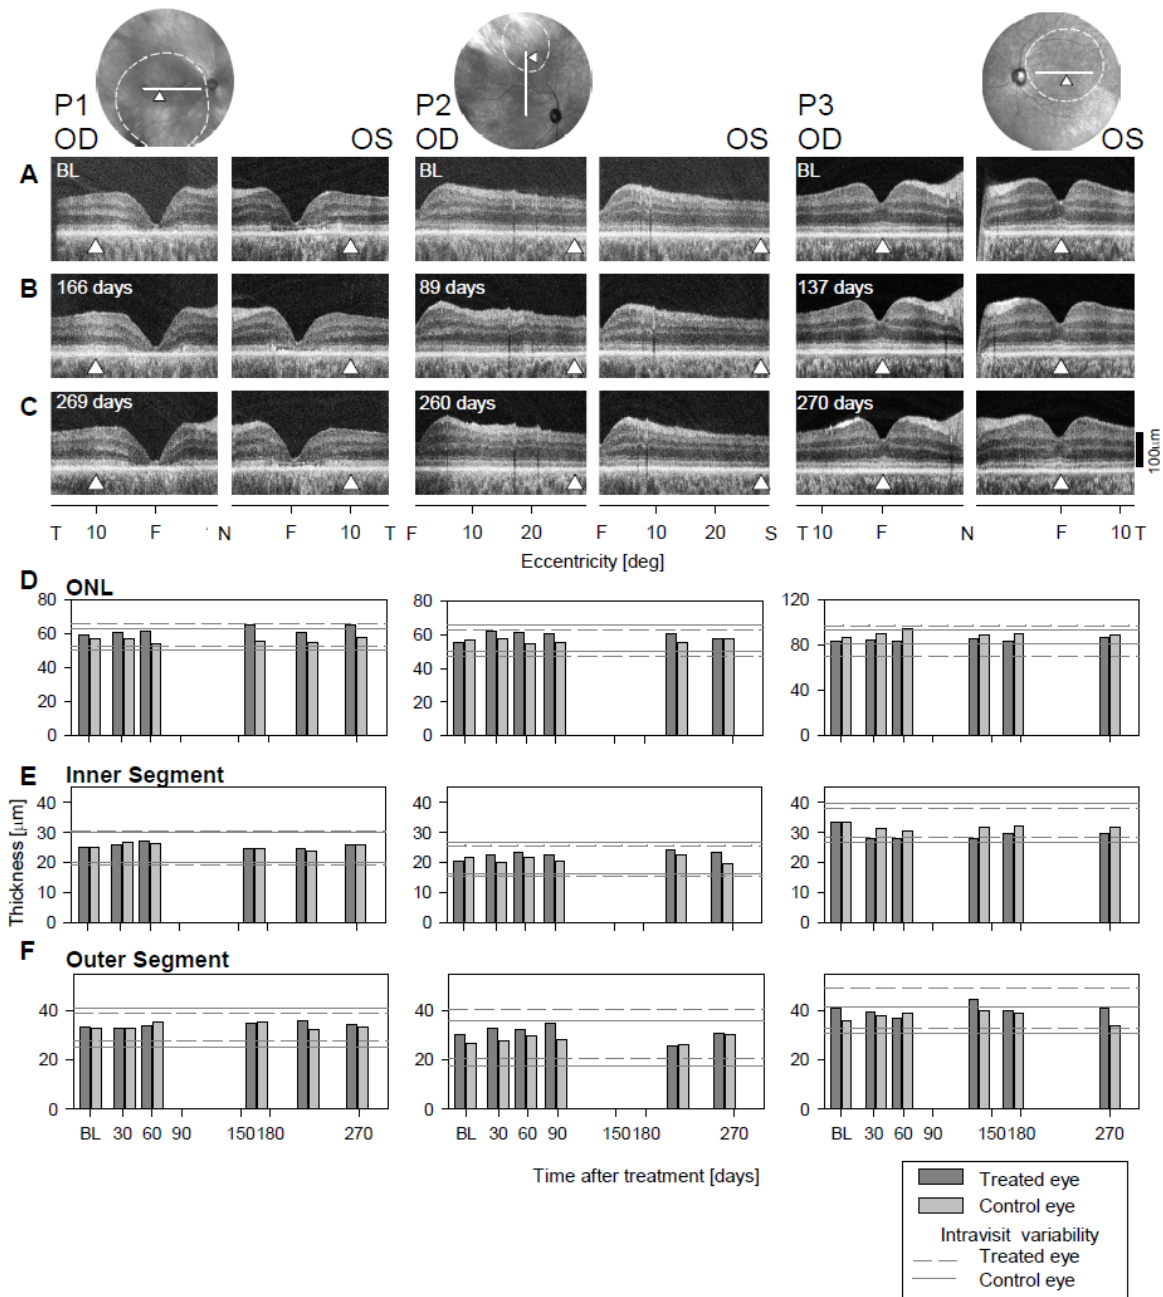 P1
OD
OS
P2
OD
OS
P3
OD
OS
A
BL
BL
BL
B
166 days
89 days
137 days
C
269 days
260 days
270 days
100µm
T 10 F N
N F 10 T
F 10 20
F 10 20 S
T 10 F N
F 10 T
Eccentricity [deg]
D
ONL
80
60
40
20
0
80
60
40
20
0
120
80
40
0
E
Inner Segment
40
30
20
10
0
40
30
20
10
0
40
30
20
10
0
Thickness [µm]
F
Outer Segment
40
20
0
40
20
0
40
20
0
BL 30 60 90 150 180 270
BL 30 60 90 150 180 270
BL 30 60 90 150 180 270
Time after treatment [days]
Treated eye
Control eye
Intravisit variability
Treated eye
Control eye